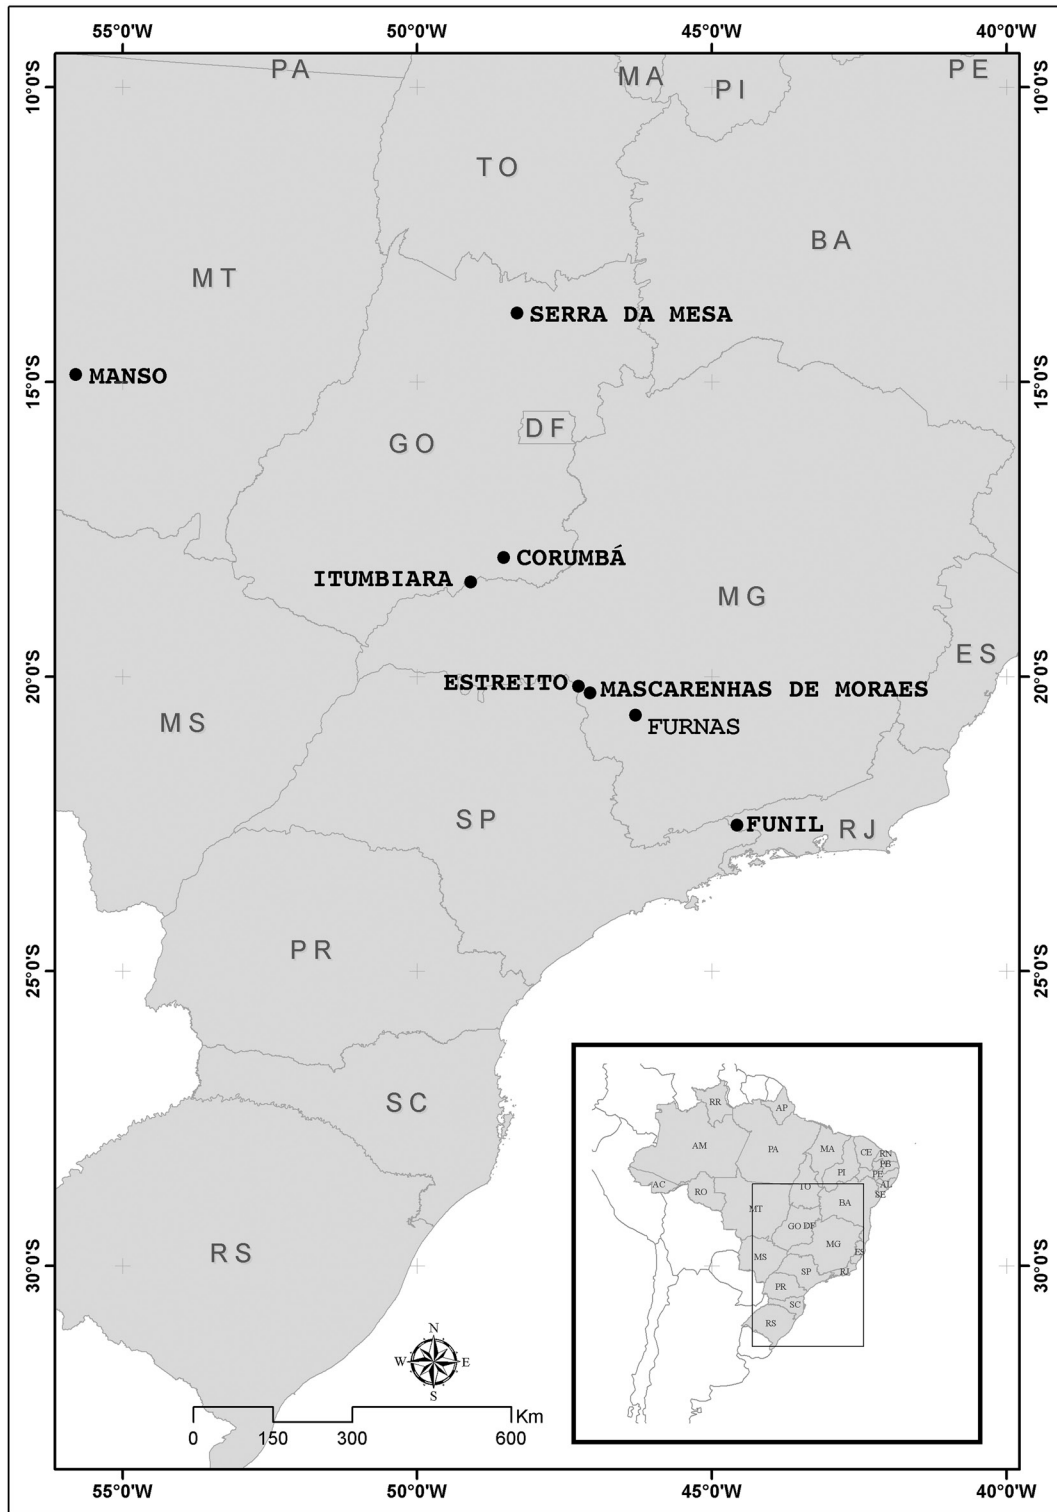 55°0'W 50°0'W 45°0'W 40°0'W
PA
MA
PI
PE
10°0'S
10°0'S
TO
BA
MT
SERRA DA MESA
MANSO
15°0'S
15°0'S
GO
DF
CORUMBÁ
ITUMBIARA
MG
ES
20°0'S
20°0'S
ESTREITO
MASCARENHAS DE MORAES
FURNAS
MS
SP
FUNIL
RJ
PR
25°0'S
25°0'S
SC
RS
30°0'S
30°0'S
RR
AP
AM
PA
MA
CE
RN
PB
PI
PE
AL
SE
AC
RO
TO
BA
MT
GO
DF
MG
ES
MS
SP
RJ
PR
SC
RS
N
W
E
S
Km
0 150 300 600
55°0'W 50°0'W 45°0'W 40°0'W